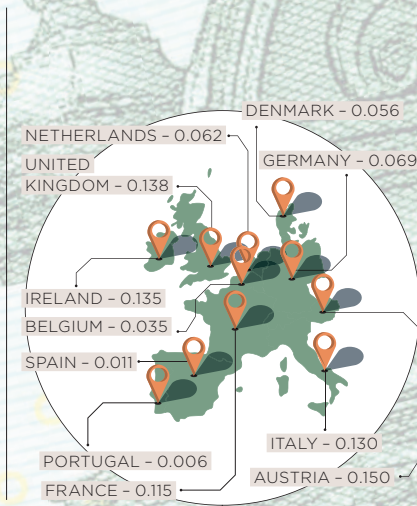 DENMARK – 0.056
NETHERLANDS – 0.062
UNITED
KINGDOM – 0.138
GERMANY – 0.069
IRELAND – 0.135
BELGIUM – 0.035
SPAIN – 0.011
ITALY – 0.130
PORTUGAL – 0.006
AUSTRIA – 0.150
FRANCE – 0.115